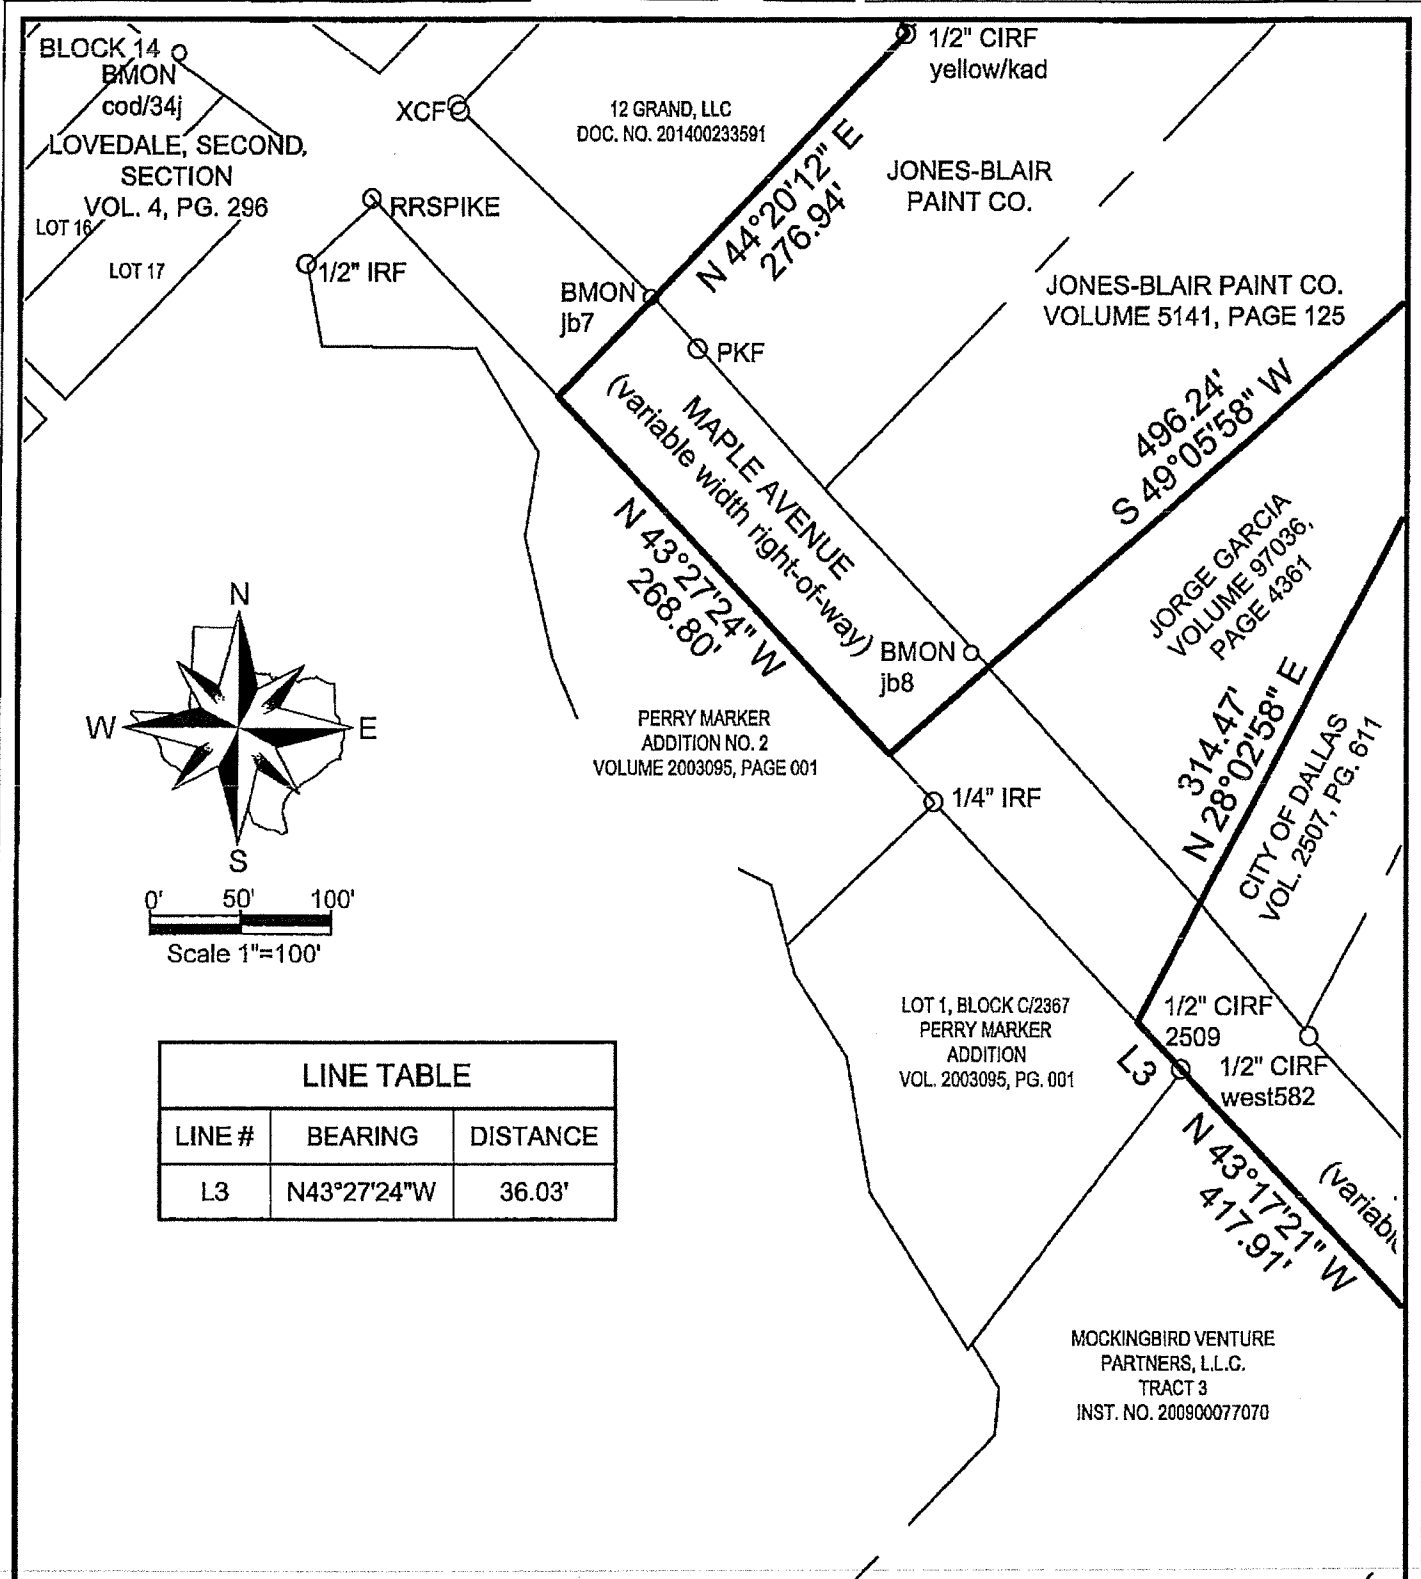 BLOCK 14
BMON
cod/34j
LOVEDALE, SECOND,
SECTION
VOL. 4, PG. 296
LOT 16
LOT 17
XCF
RRSPIKE
1/2" IRF
12 GRAND, LLC
DOC. NO. 201400233591
1/2" CIRF
yellow/kad
N 44°20'12" E
276.94'
JONES-BLAIR
PAINT CO.
BMON
jb7
PKF
JONES-BLAIR PAINT CO.
VOLUME 5141, PAGE 125
MAPLE AVENUE
(variable width right-of-way)
496.24'
S 49°05'58" W
N 43°27'24" W
268.80'
JORGE GARCIA
VOLUME 97036,
PAGE 4361
BMON
jb8
N
W
E
S
PERRY MARKER
ADDITION NO. 2
VOLUME 2003095, PAGE 001
314.47'
N 28°02'58" E
CITY OF DALLAS
VOL. 2507, PG. 611
1/4" IRF
0' 50' 100'
Scale 1"=100'
LOT 1, BLOCK C/2367
PERRY MARKER
ADDITION
VOL. 2003095, PG. 001
1/2" CIRF
2509
L3
1/2" CIRF
west582
LINE TABLE
LINE # BEARING DISTANCE
L3 N43°27'24"W 36.03'
N 43°17'21" W
417.91'
(variable
MOCKINGBIRD VENTURE
PARTNERS, L.L.C.
TRACT 3
INST. NO. 200900077070